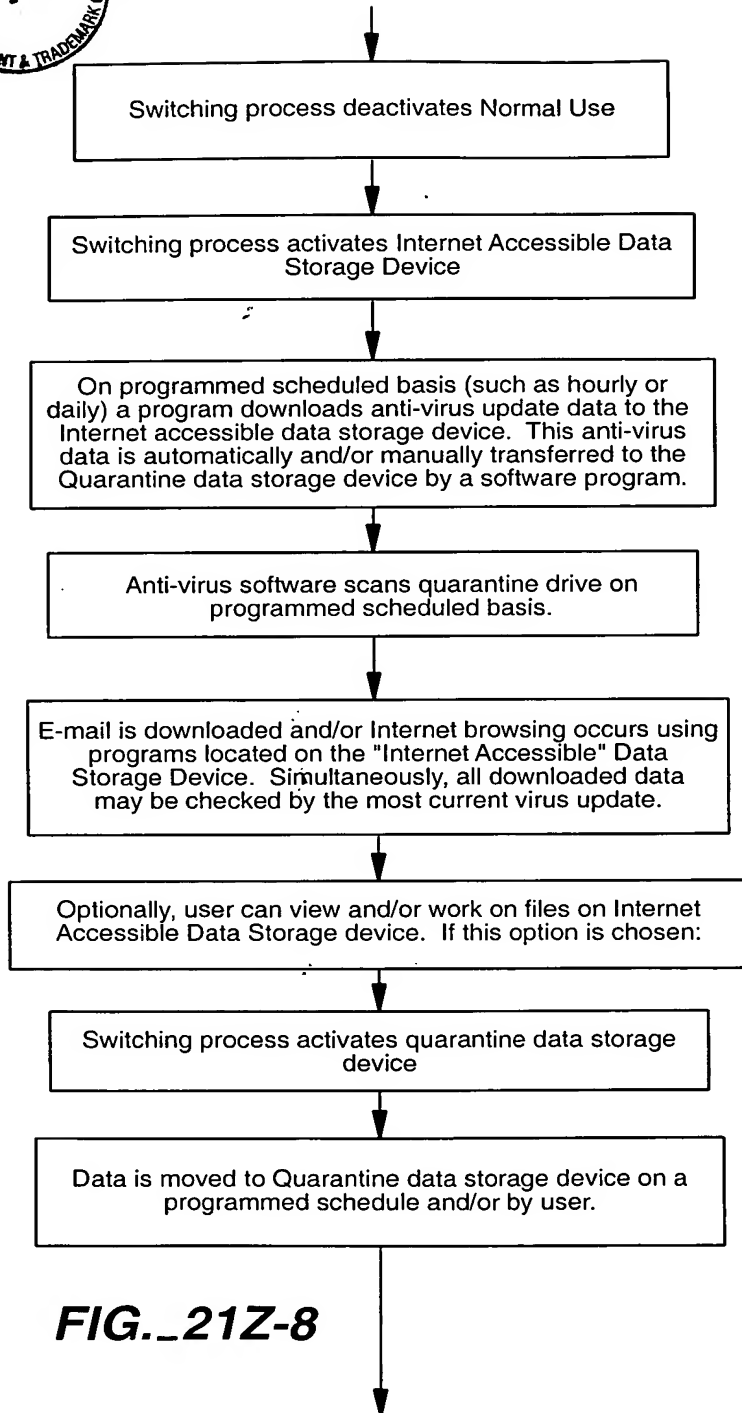 NT & TRADEMARK
Switching process deactivates Normal Use
Switching process activates Internet Accessible Data
Storage Device
On programmed scheduled basis (such as hourly or
daily) a program downloads anti-virus update data to the
Internet accessible data storage device. This anti-virus
data is automatically and/or manually transferred to the
Quarantine data storage device by a software program.
Anti-virus software scans quarantine drive on
programmed scheduled basis.
E-mail is downloaded and/or Internet browsing occurs using
programs located on the "Internet Accessible" Data
Storage Device. Simultaneously, all downloaded data
may be checked by the most current virus update.
Optionally, user can view and/or work on files on Internet
Accessible Data Storage device. If this option is chosen:
Switching process activates quarantine data storage
device
Data is moved to Quarantine data storage device on a
programmed schedule and/or by user.
FIG._21Z-8